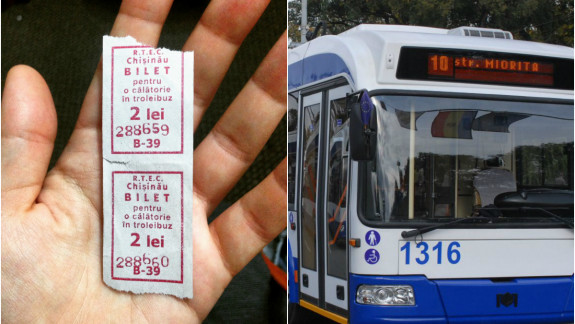 R.T.E.C.
Chişinău
BILET
pentru
o călătorie
în troleibuz
2 lei
288659
B-39
R.T.E.C.
Chişinău
BILET
pentru
o călătorie
în troleibuz
2 lei
288660
B-39
10 str. MIORITA
1316